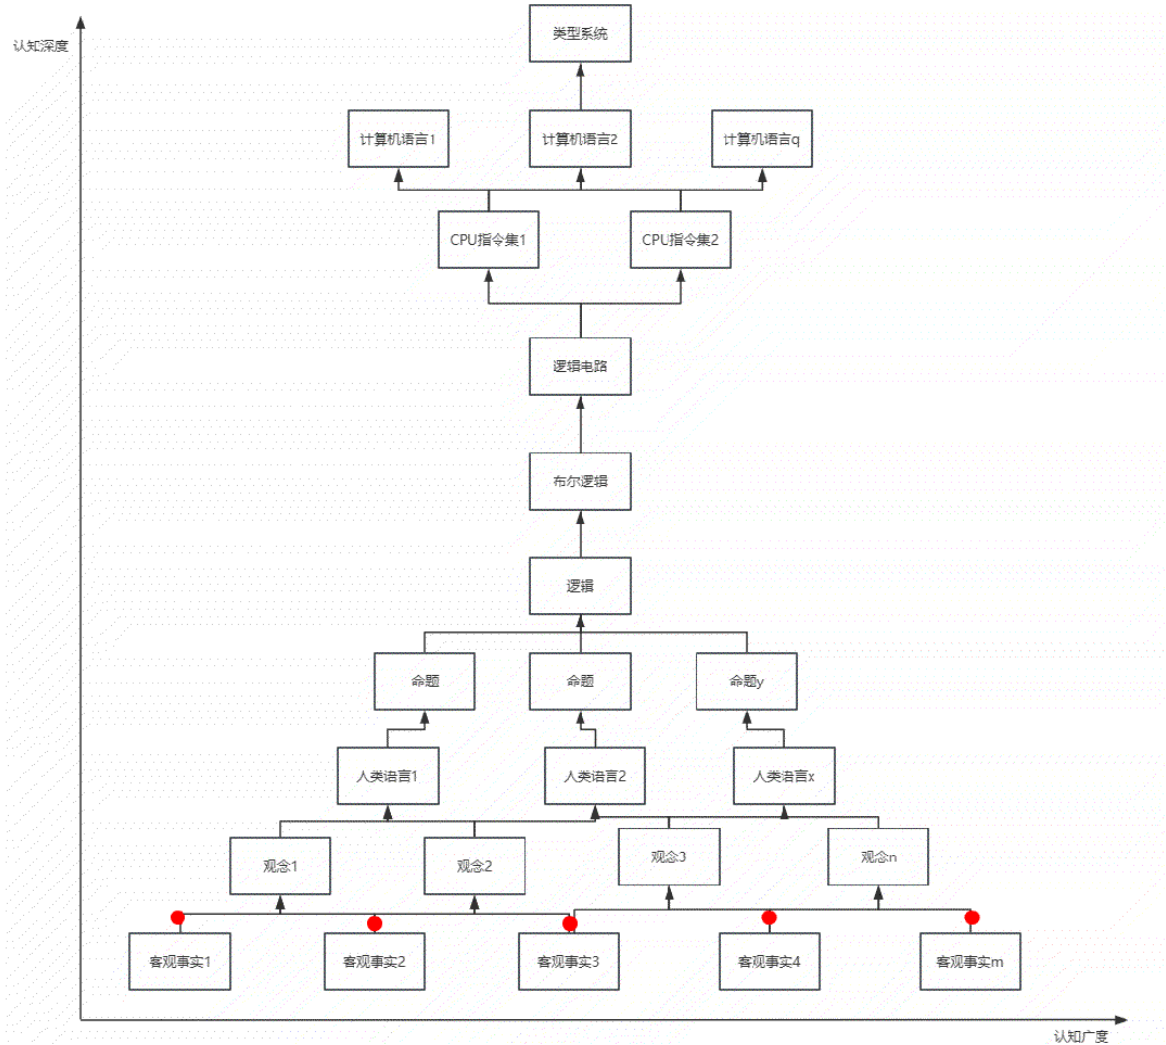 认知深度
类型系统
计算机语言1
计算机语言2
计算机语言q
CPU指令集1
CPU指令集2
逻辑电路
布尔逻辑
逻辑
命题
命题
命题y
人类语言1
人类语言2
人类语言x
观念1
观念2
观念3
观念n
客观事实1
客观事实2
客观事实3
客观事实4
客观事实m
认知广度